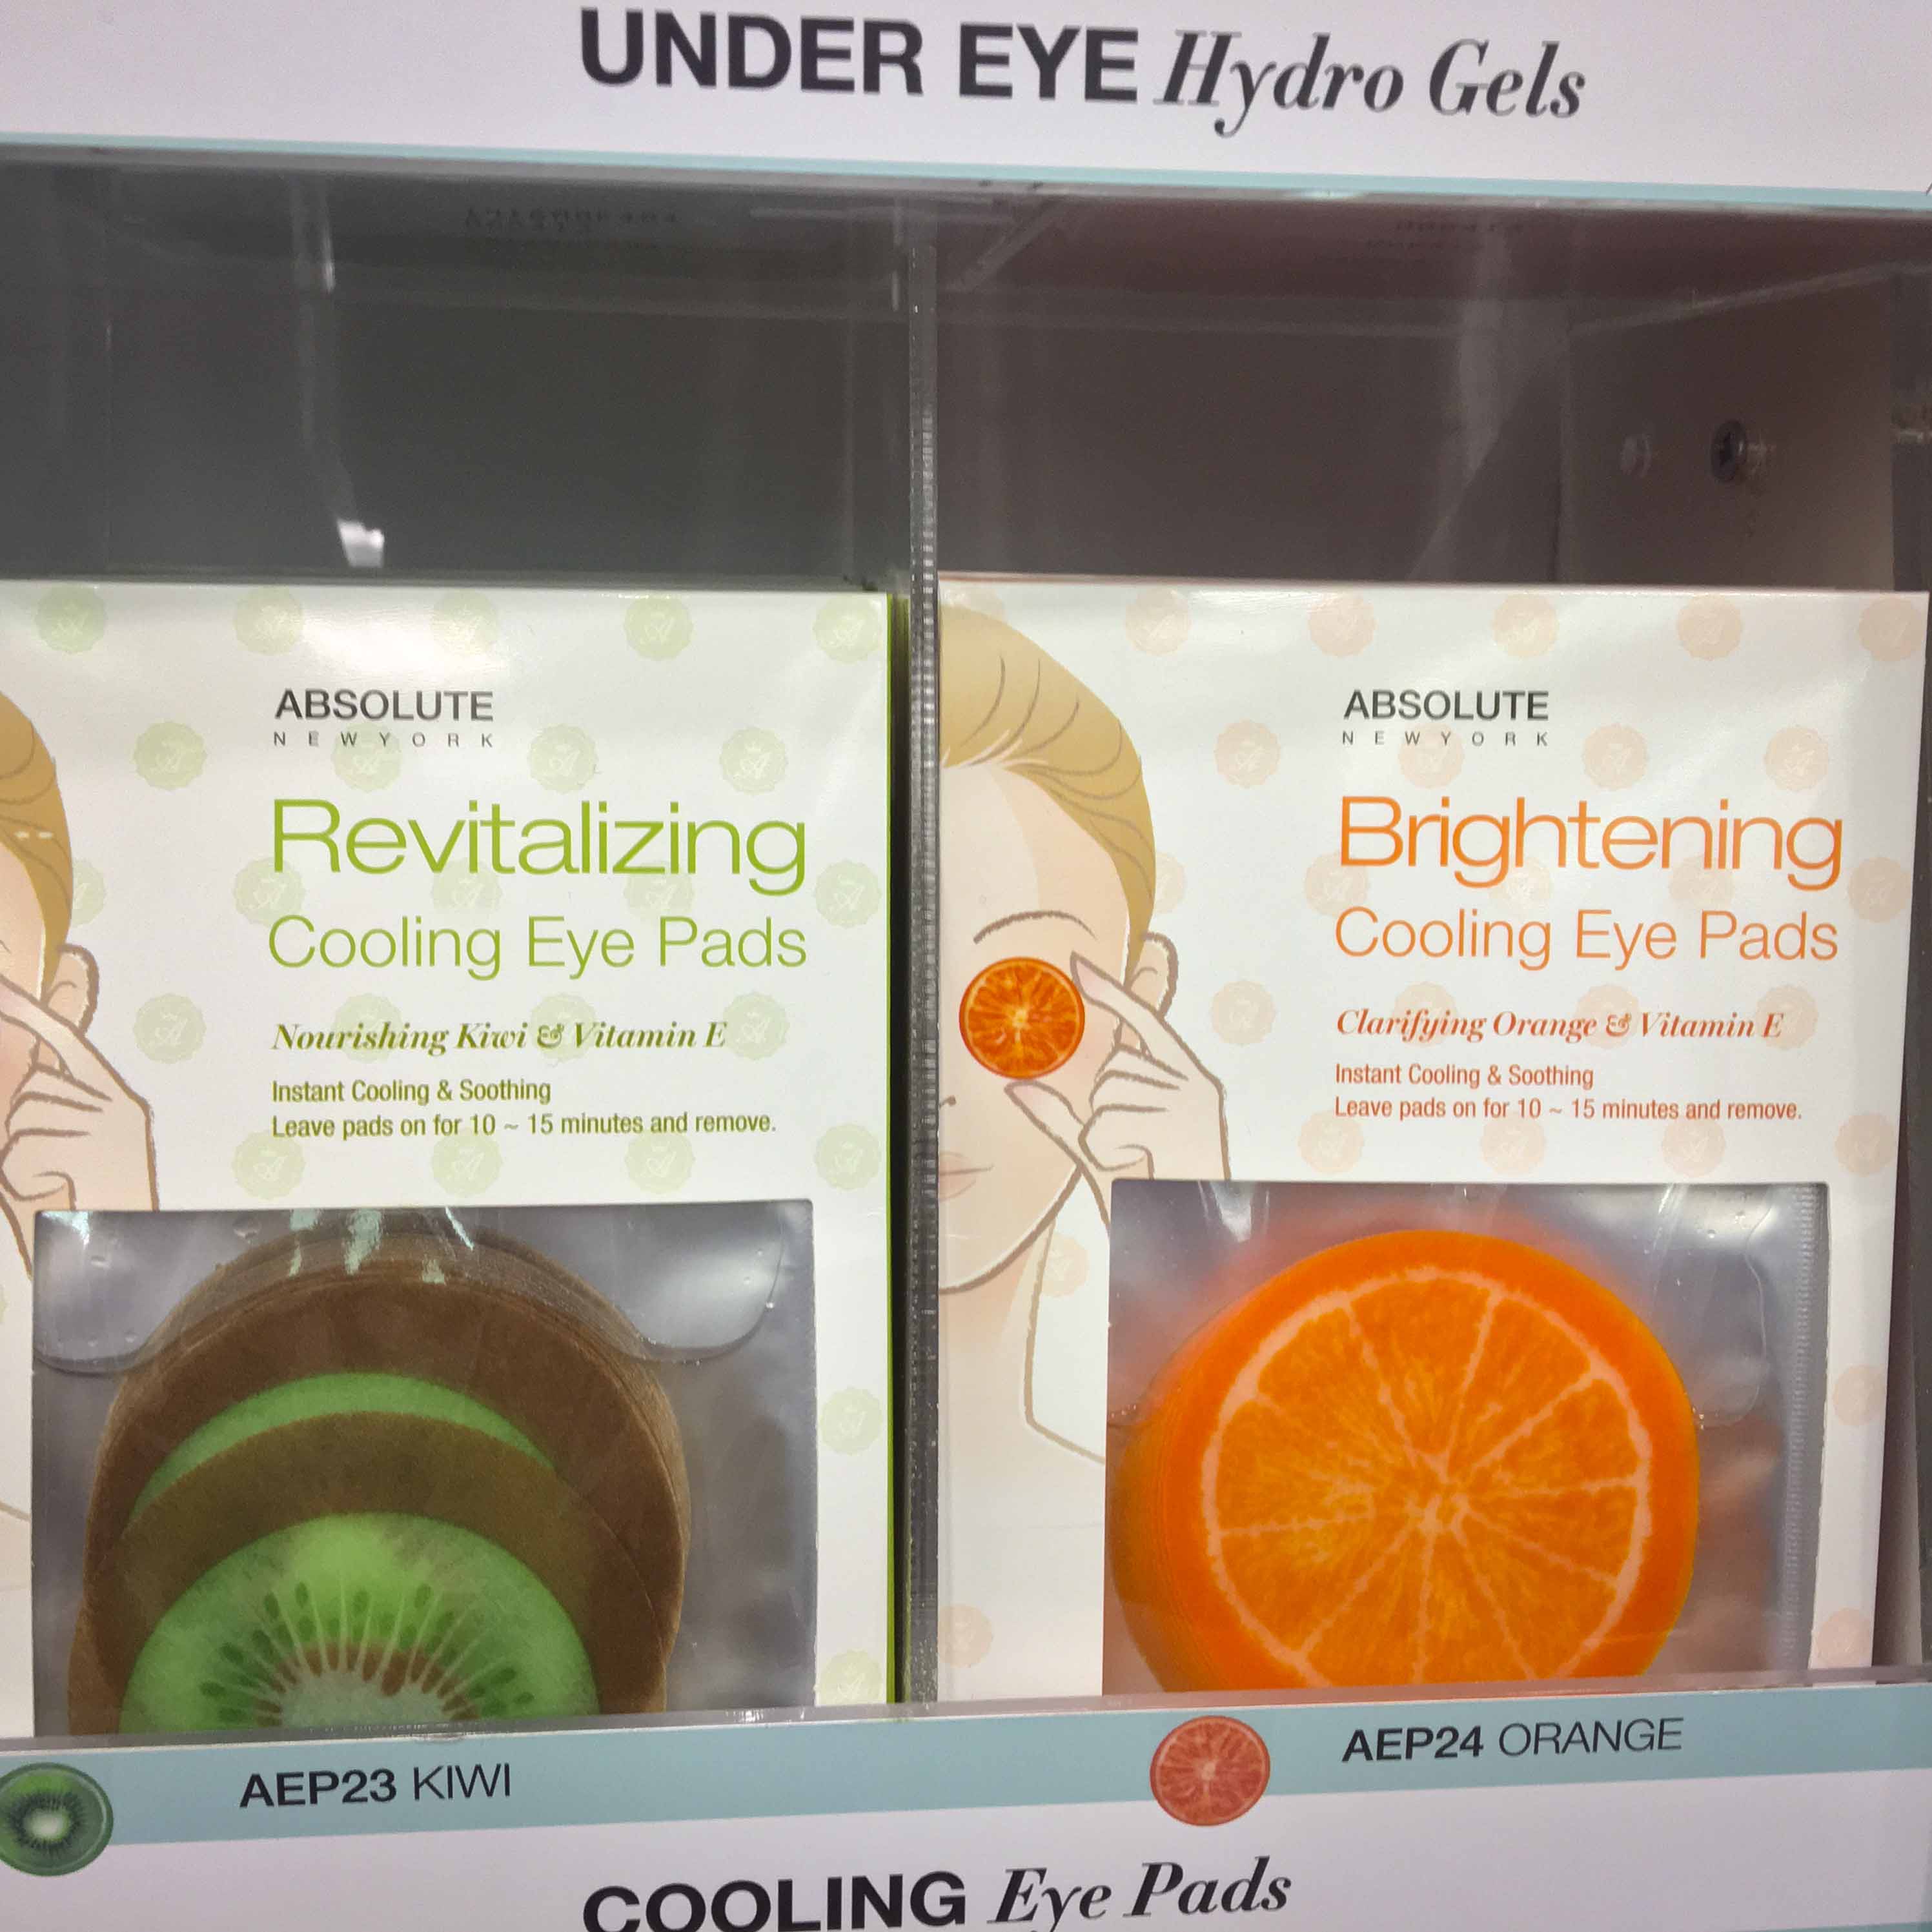 UNDER EYE Hydro Gels
ABSOLUTE
NEW YORK
Revitalizing
Cooling Eye Pads
Nourishing Kiwi & Vitamin E
Instant Cooling & Soothing
Leave pads on for 10 ~ 15 minutes and remove.
ABSOLUTE
NEW YORK
Brightening
Cooling Eye Pads
Clarifying Orange & Vitamin E
Instant Cooling & Soothing
Leave pads on for 10 ~ 15 minutes and remove.
AEP23 KIWI
AEP24 ORANGE
COOLING Eye Pads